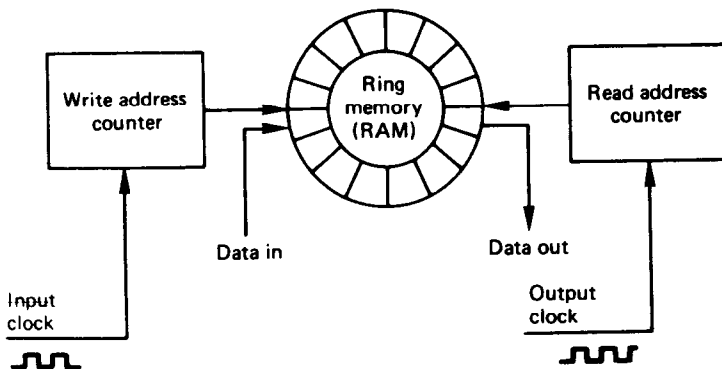 Write address
counter
Ring
memory
(RAM)
Read address
counter
Data in
Data out
Input
clock
Output
clock